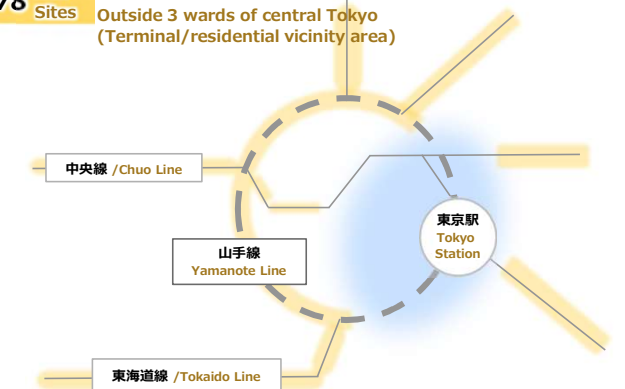 Sites
Outside 3 wards of central Tokyo
(Terminal/residential vicinity area)
中央線 /Chuo Line
東京駅
Tokyo
Station
山手線
Yamanote Line
東海道線 /Tokaido Line